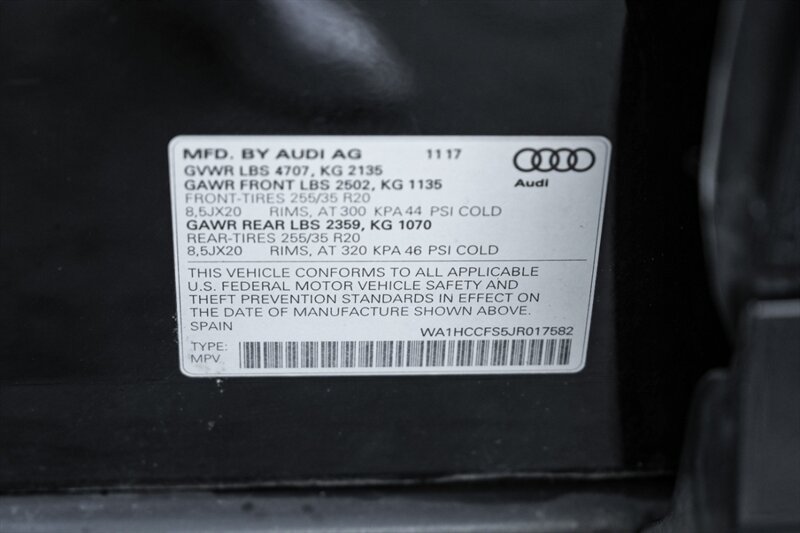 MFD. BY AUDI AG 11 17
Audi
GVWR LBS 4707, KG 2135
GAWR FRONT LBS 2502, KG 1135
FRONT-TIRES 255/35 R20
8,5JX20 RIMS, AT 300 KPA 44 PSI COLD
GAWR REAR LBS 2359, KG 1070
REAR-TIRES 255/35 R20
8,5JX20 RIMS, AT 320 KPA 46 PSI COLD
THIS VEHICLE CONFORMS TO ALL APPLICABLE
U.S. FEDERAL MOTOR VEHICLE SAFETY AND
THEFT PREVENTION STANDARDS IN EFFECT ON
THE DATE OF MANUFACTURE SHOWN ABOVE.
SPAIN WA1HCCFS5JR017582
TYPE:
MPV